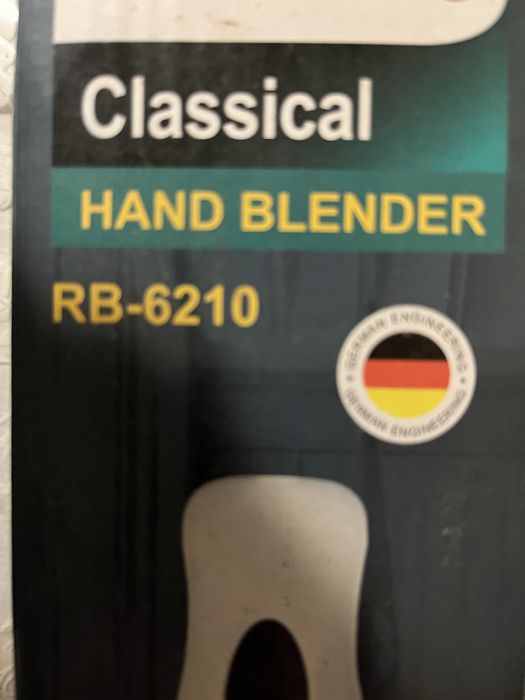 Classical
HAND BLENDER
RB-6210
GERMAN ENGINEERING
GERMAN ENGINEERING